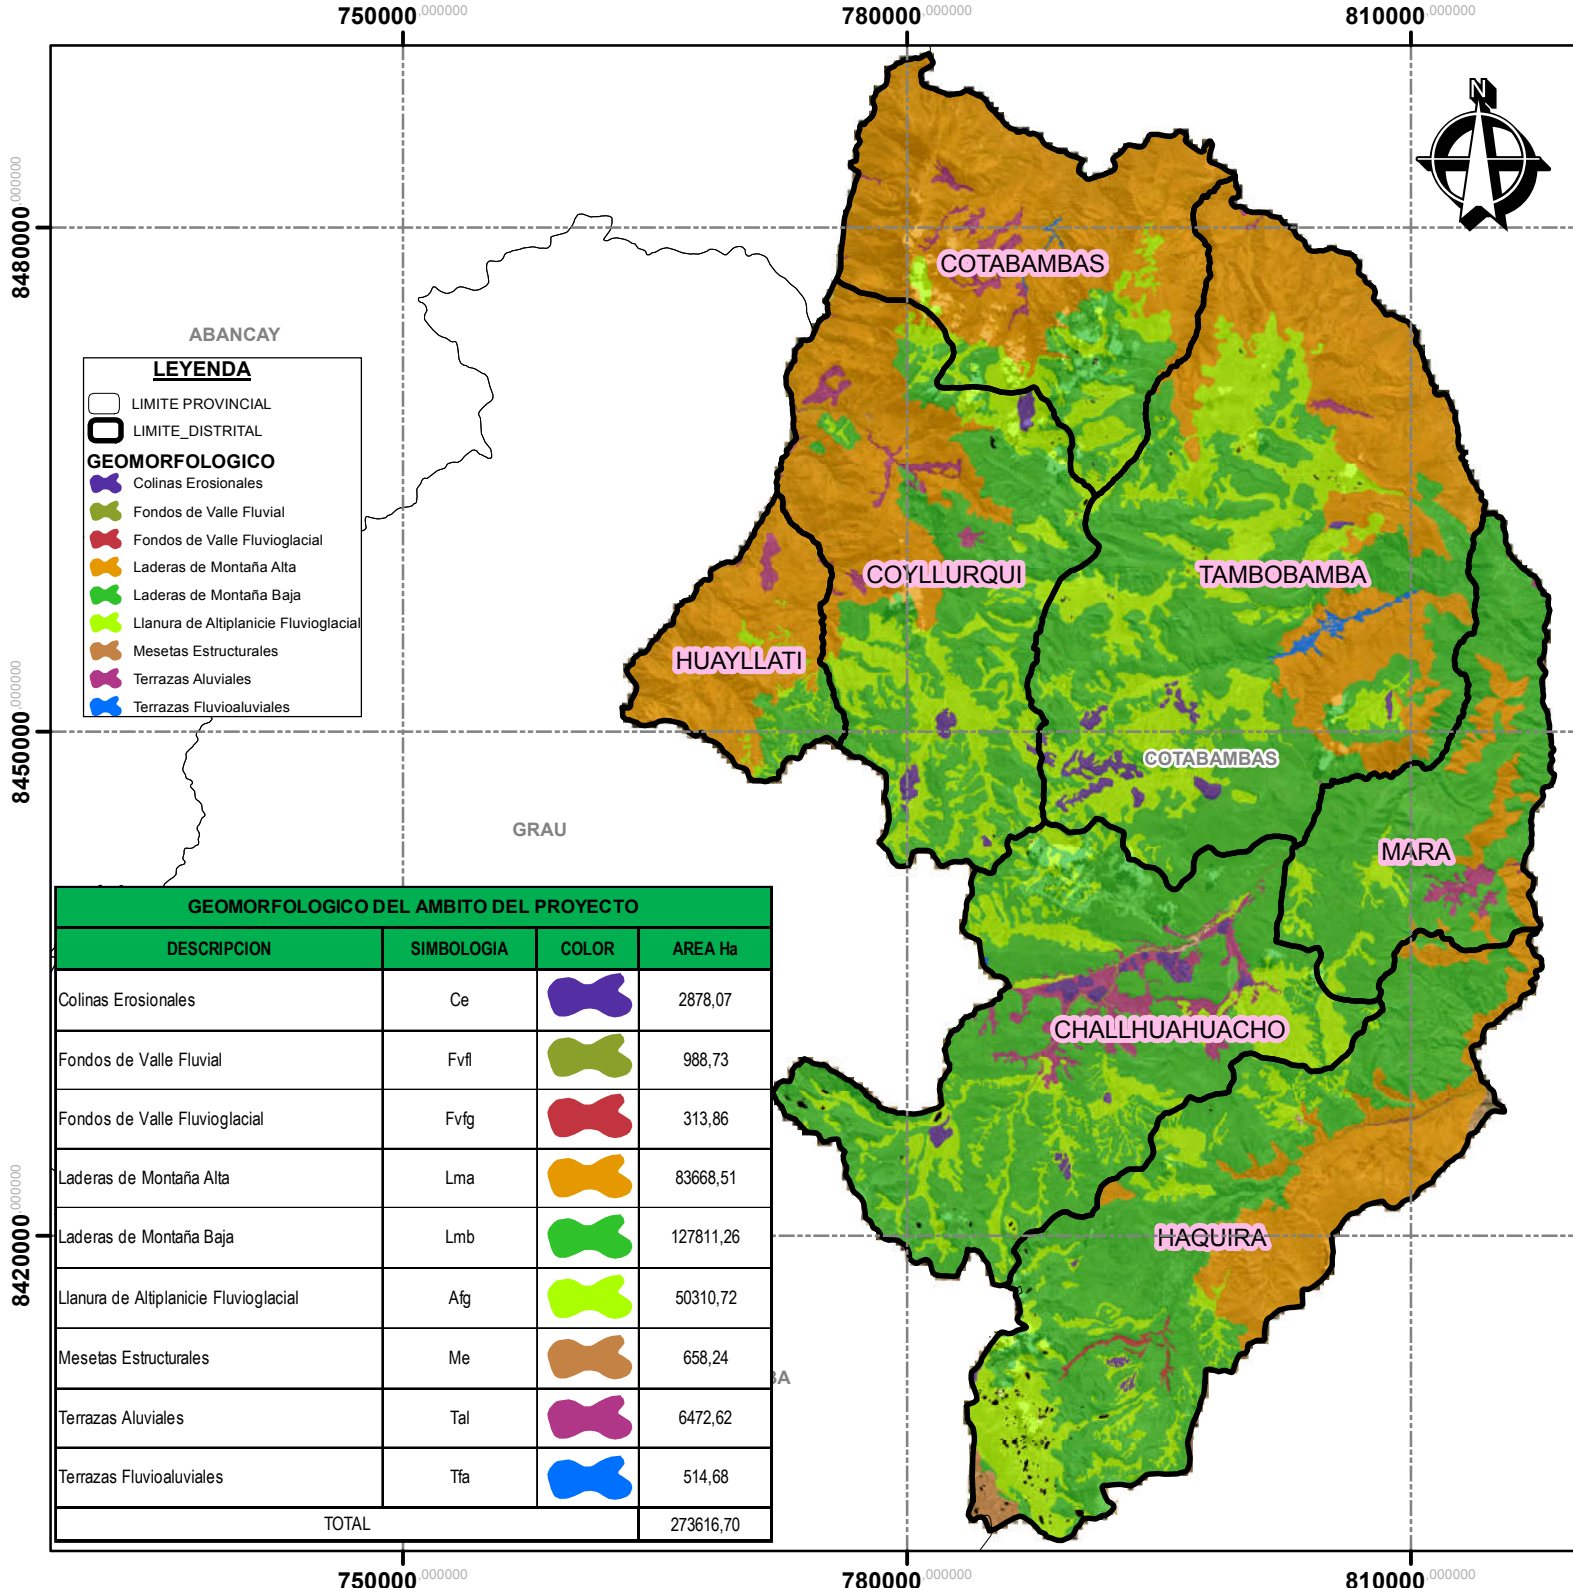 750000,000000 780000,000000 810000,000000
N
8480000,000000
8450000,000000
8420000,000000
COTABAMBAS
ABANCAY
LEYENDA
LIMITE PROVINCIAL
LIMITE_DISTRITAL
GEOMORFOLOGICO
Colinas Erosionales
Fondos de Valle Fluvial
Fondos de Valle Fluvioglacial
Laderas de Montaña Alta
Laderas de Montaña Baja
Llanura de Altiplanicie Fluvioglacial
Mesetas Estructurales
Terrazas Aluviales
Terrazas Fluvioaluviales
COYLLURQUI
TAMBOBAMBA
HUAYLLATI
COTABAMBAS
GRAU
MARA
CHALLHUAHUACHO
HAQUIRA
BA
GEOMORFOLOGICO DEL AMBITO DEL PROYECTO
DESCRIPCION SIMBOLOGIA COLOR AREA Ha
Colinas Erosionales Ce 2878,07
Fondos de Valle Fluvial Fvfl 988,73
Fondos de Valle Fluvioglacial Fvfg 313,86
Laderas de Montaña Alta Lma 83668,51
Laderas de Montaña Baja Lmb 127811,26
Llanura de Altiplanicie Fluvioglacial Afg 50310,72
Mesetas Estructurales Me 658,24
Terrazas Aluviales Tal 6472,62
Terrazas Fluvioaluviales Tfa 514,68
TOTAL 273616,70
750000,000000 780000,000000 810000,000000